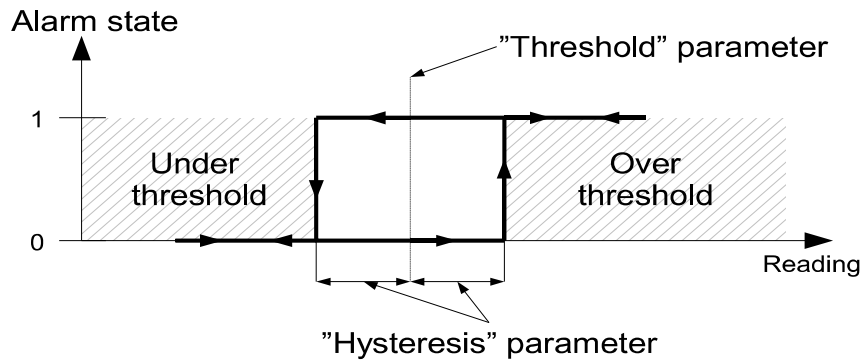 Alarm state
”Threshold” parameter
1
Under
threshold
Over
threshold
0
Reading
”Hysteresis” parameter